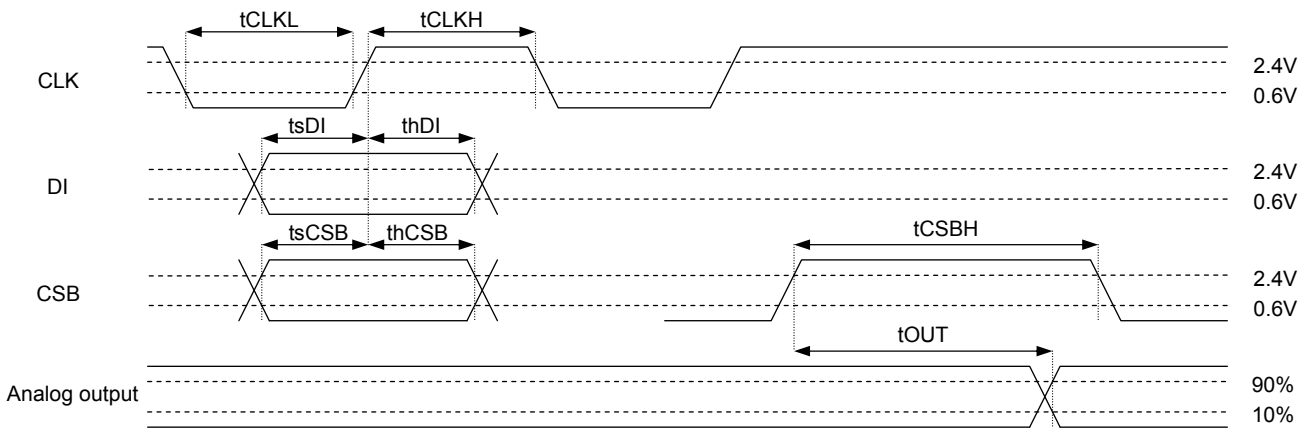 tCLKL tCLKH
CLK
2.4V
0.6V
tsDI thDI
DI
2.4V
0.6V
tsCSB thCSB tCSBH
CSB
2.4V
0.6V
tOUT
Analog output
90%
10%